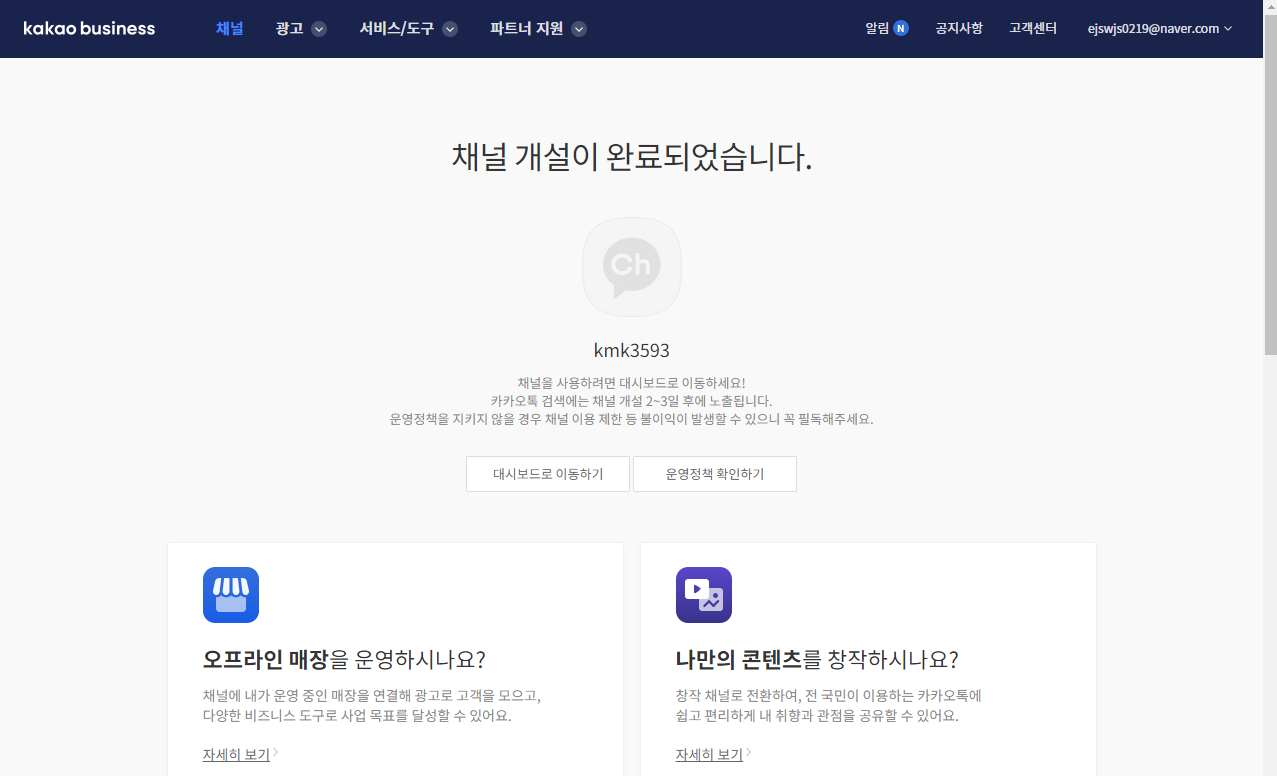 kakao business 채널 광고 서비스/도구 파트너 지원 알림 N 공지사항 고객센터 ejswjs0219@naver.com
채널 개설이 완료되었습니다.
Ch
kmk3593
채널을 사용하려면 대시보드로 이동하세요!
카카오톡 검색에는 채널 개설 2~3일 후에 노출됩니다.
운영정책을 지키지 않을 경우 채널 이용 제한 등 불이익이 발생할 수 있으니 꼭 필독해주세요.
대시보드로 이동하기 운영정책 확인하기
오프라인 매장을 운영하시나요?
채널에 내가 운영 중인 매장을 연결해 광고로 고객을 모으고,
다양한 비즈니스 도구로 사업 목표를 달성할 수 있어요.
자세히 보기
나만의 콘텐츠를 창작하시나요?
창작 채널로 전환하여, 전 국민이 이용하는 카카오톡에
쉽고 편리하게 내 취향과 관점을 공유할 수 있어요.
자세히 보기